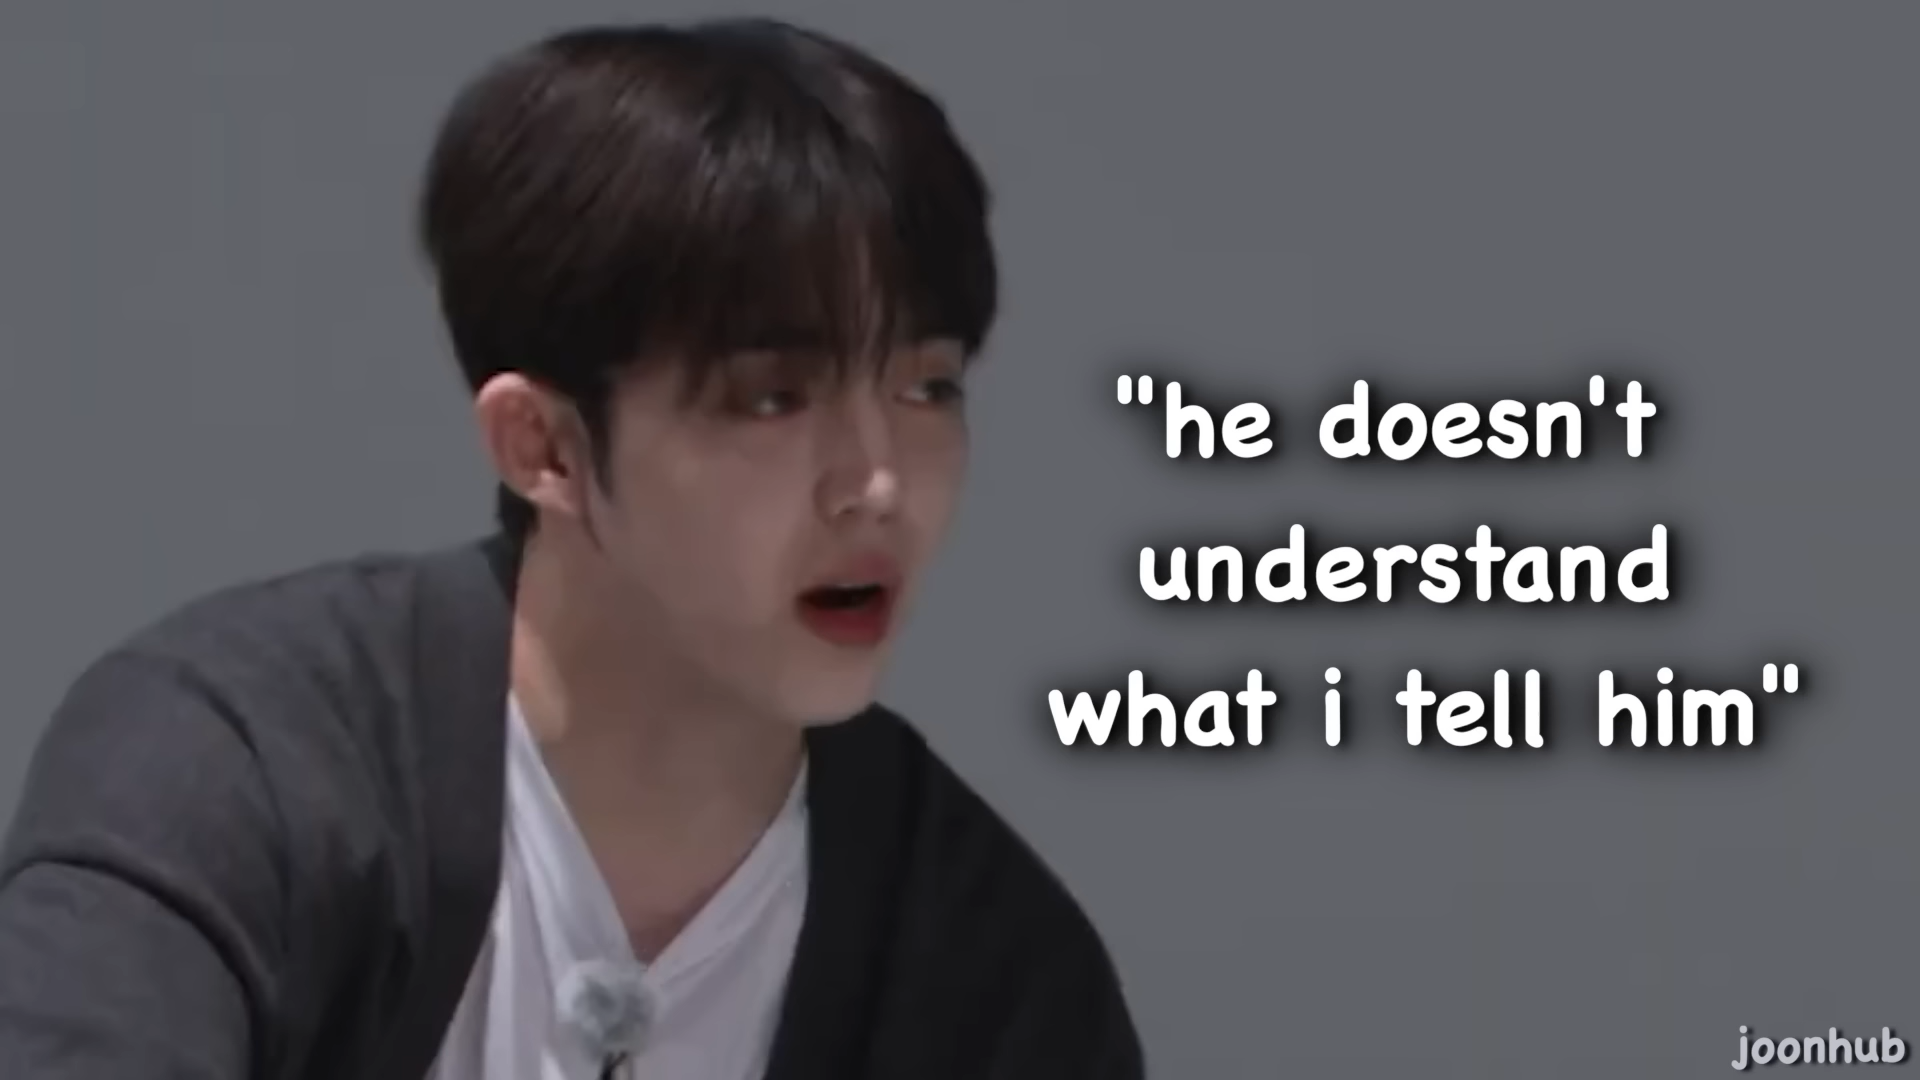 "he doesn't
understand
what i tell him"
joonhub